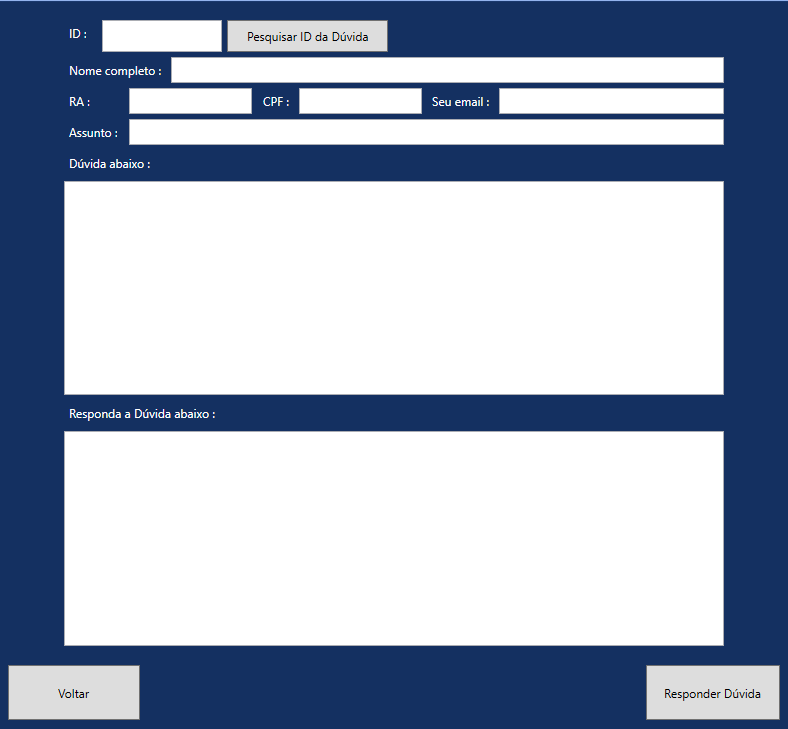 ID : Pesquisar ID da Dúvida
Nome completo :
RA : CPF : Seu email :
Assunto :
Dúvida abaixo :
Responda a Dúvida abaixo :
Voltar Responder Dúvida